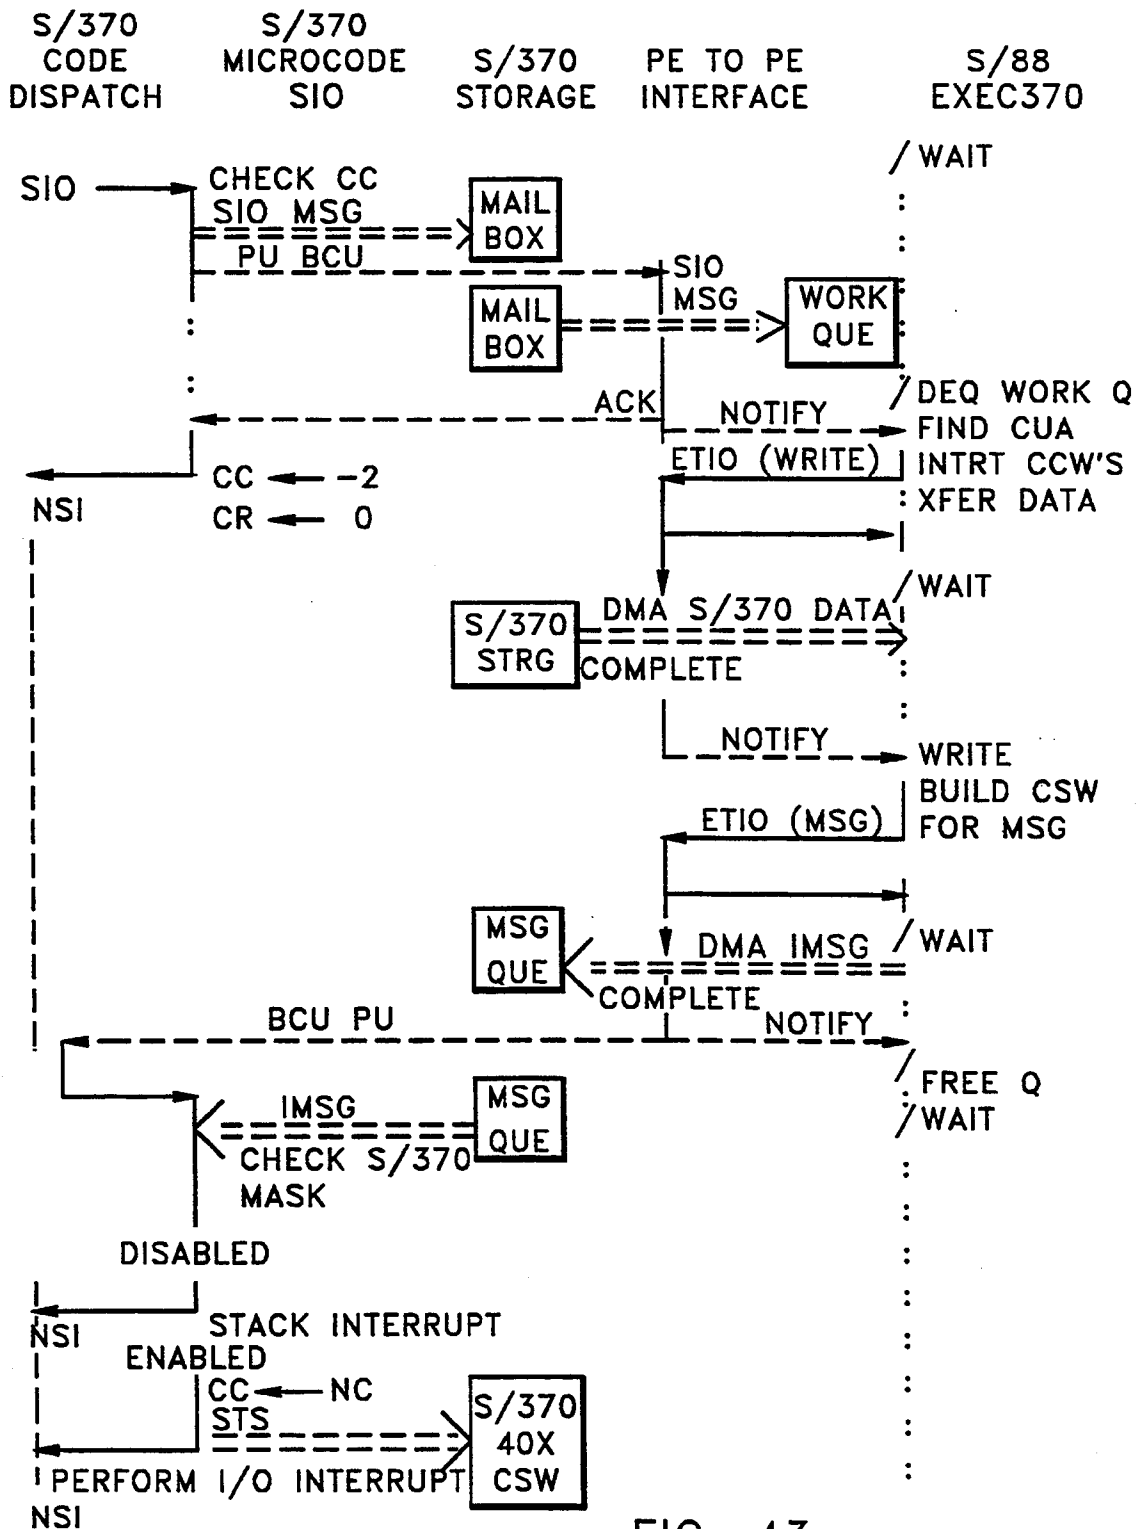 S/370
CODE
DISPATCH
S/370
MICROCODE
SIO
S/370
STORAGE
PE TO PE
INTERFACE
S/88
EXEC370
WAIT
SIO
CHECK CC
SIO MSG
MAIL
BOX
PU BCU
SIO
MSG
MAIL
BOX
WORK
QUE
ACK
NOTIFY
DEQ WORK Q
FIND CUA
INTRT CCW'S
XFER DATA
ETIO (WRITE)
CC ← -2
CR ← 0
NSI
WAIT
S/370
STRG
DMA S/370 DATA
COMPLETE
NOTIFY
WRITE
BUILD CSW
FOR MSG
ETIO (MSG)
MSG
QUE
DMA IMSG
WAIT
COMPLETE
BCU PU
NOTIFY
FREE Q
WAIT
IMSG
MSG
QUE
CHECK S/370
MASK
DISABLED
NSI
STACK INTERRUPT
ENABLED
CC ← NC
STS
S/370
40X
CSW
PERFORM I/O INTERRUPT
NSI